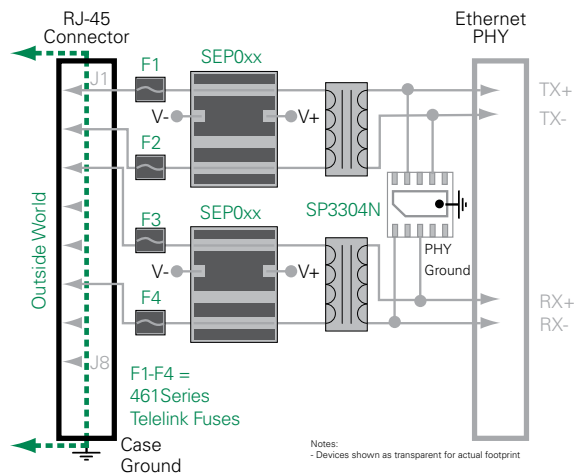 RJ-45
Connector
Ethernet
PHY
SEP0xx
F1
J1
TX+
V-
V+
TX-
F2
SEP0xx
SP3304N
F3
PHY
Ground
V-
V+
Outside World
F4
RX+
RX-
J8
F1-F4 =
461Series
Telelink Fuses
Case
Ground
Notes:
- Devices shown as transparent for actual footprint